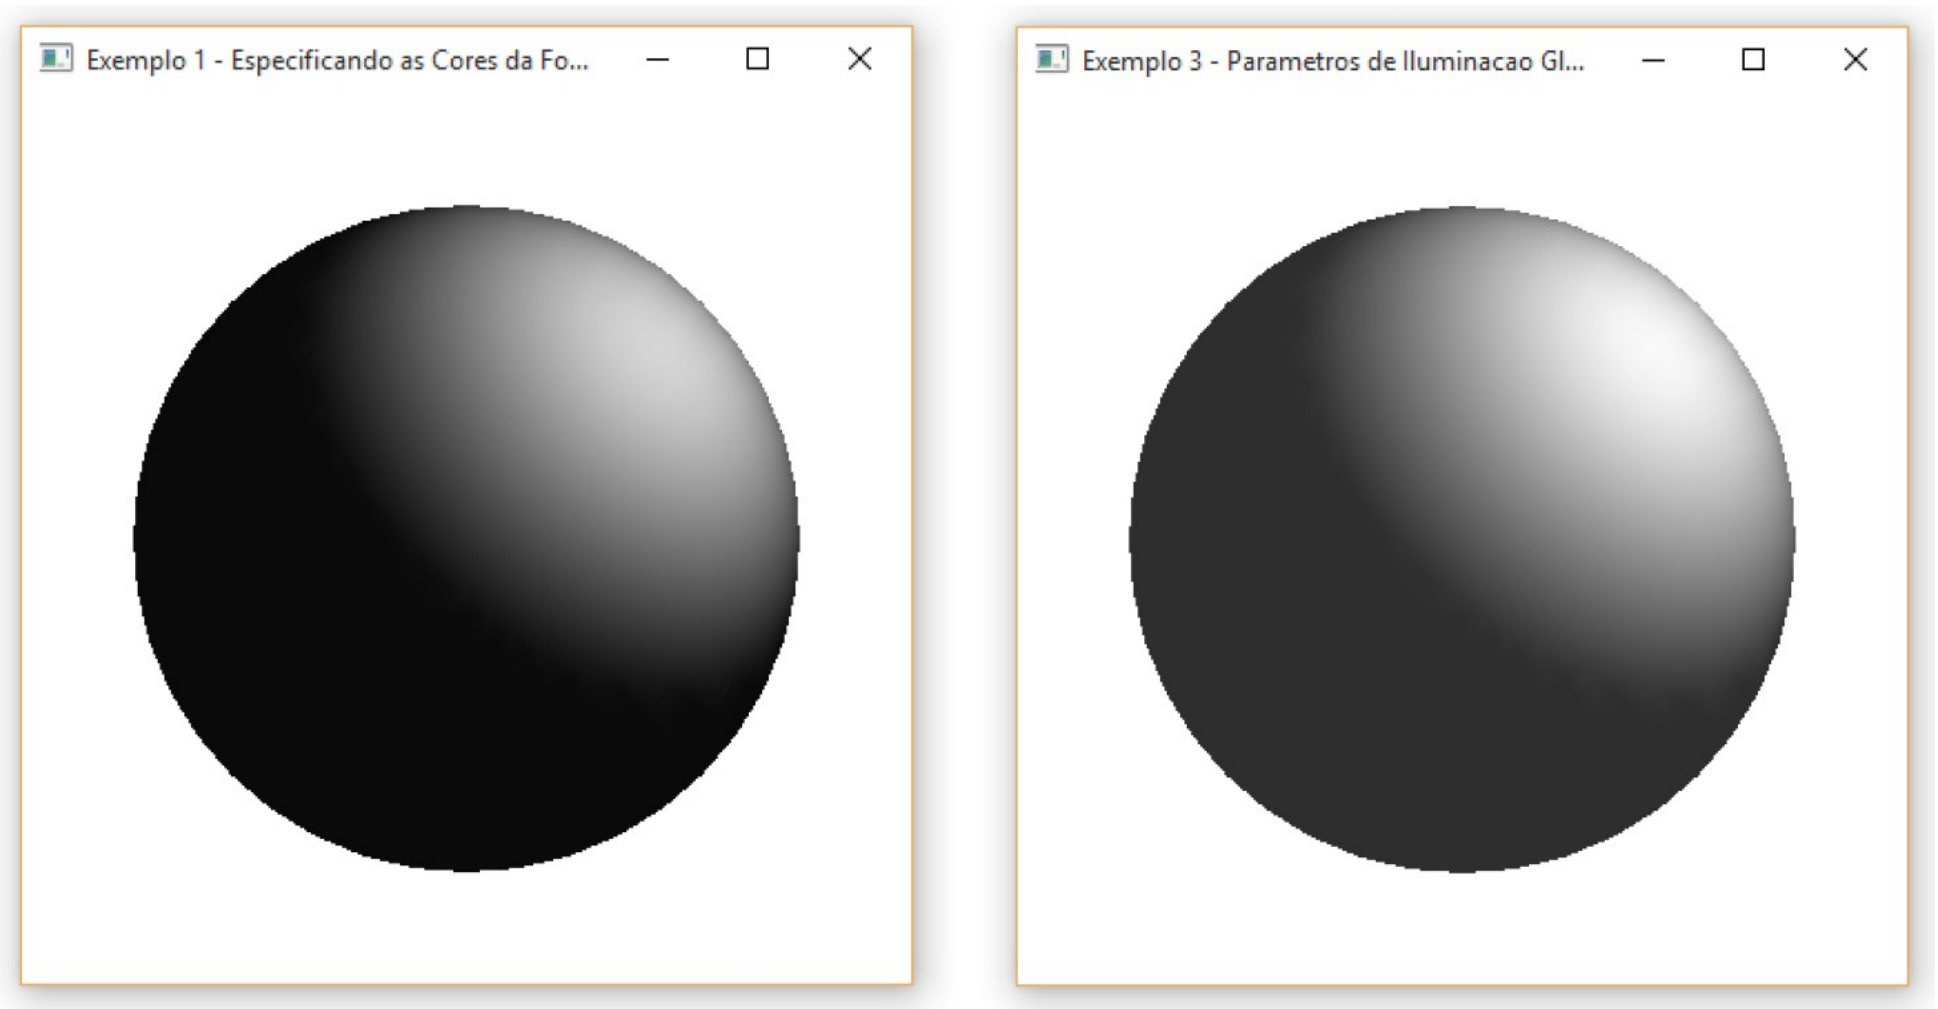 Exemplo 1 - Especificando as Cores da Fo...
Exemplo 3 - Parametros de Iluminacao Gl...